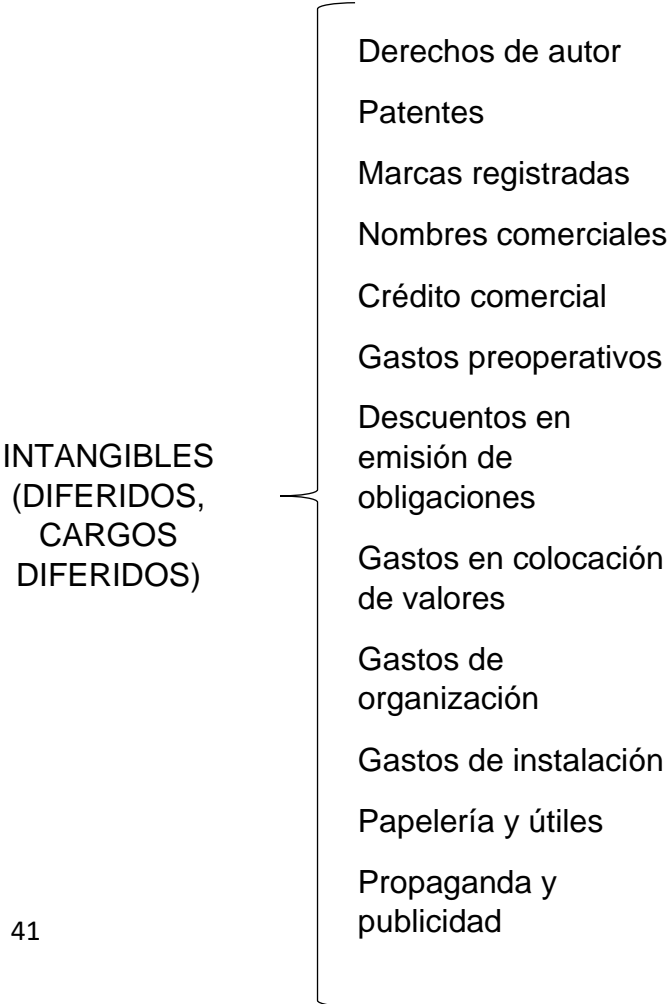 INTANGIBLES
(DIFERIDOS,
CARGOS
DIFERIDOS)
Derechos de autor
Patentes
Marcas registradas
Nombres comerciales
Crédito comercial
Gastos preoperativos
Descuentos en
emisión de
obligaciones
Gastos en colocación
de valores
Gastos de
organización
Gastos de instalación
Papelería y útiles
Propaganda y
publicidad
41